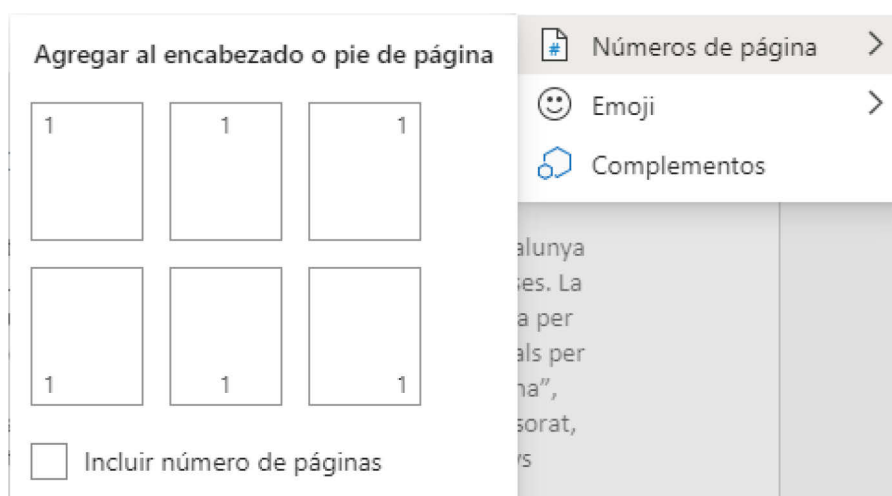 Agregar al encabezado o pie de página
1 1 1
1 1 1
Incluir número de páginas
# Números de página
Emoji
Complementos
alunya
ses. La
a per
als per
na”,
sorat,